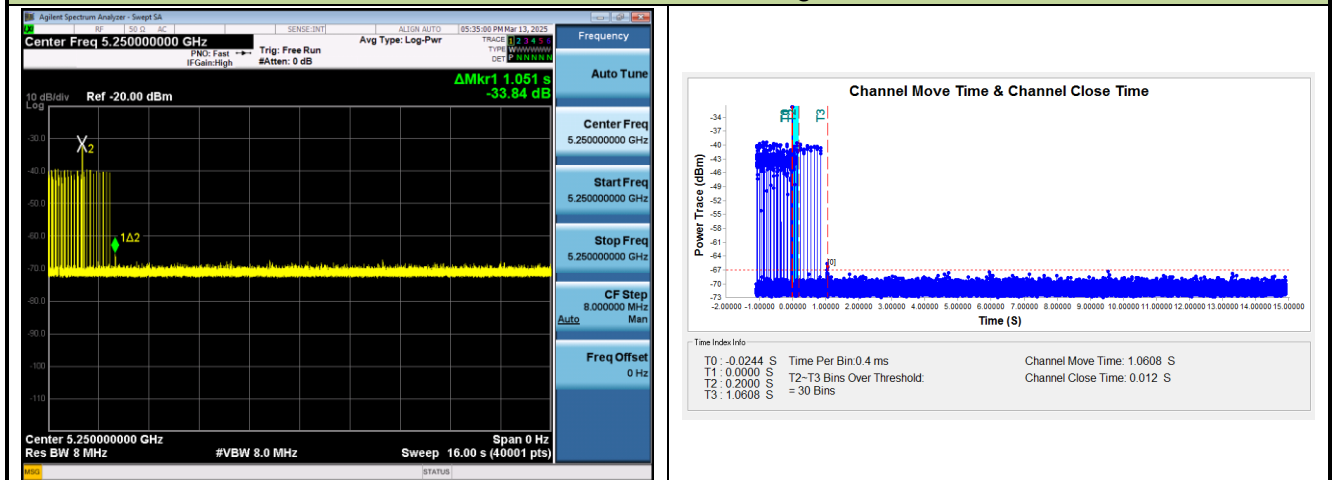 Agilent Spectrum Analyzer - Swept SA
RF 50 Ω AC SENSE:INT ALIGN AUTO 05:35:00 PM Mar 13, 2025
Center Freq 5.250000000 GHz
PNO: Fast
IFGain:High
Trig: Free Run
#Atten: 0 dB
Avg Type: Log-Pwr
TRACE 1 2 3 4 5 6
TYPE WWWWWW
DET P NNNNN
ΔMkr1 1.051 s
-33.84 dB
10 dB/div Ref -20.00 dBm
Log
-30.0
-40.0
-50.0
-60.0
-70.0
-80.0
-90.0
-100
-110
X2
1Δ2
Center 5.250000000 GHz Span 0 Hz
Res BW 8 MHz #VBW 8.0 MHz Sweep 16.00 s (40001 pts)
MSG STATUS
Frequency
Auto Tune
Center Freq
5.250000000 GHz
Start Freq
5.250000000 GHz
Stop Freq
5.250000000 GHz
CF Step
8.000000 MHz
Auto Man
Freq Offset
0 Hz
Channel Move Time & Channel Close Time
T3
Power Trace (dBm)
-34
-37
-40
-43
-46
-49
-52
-55
-58
-61
-64
-67
-70
-73
[0]
-2.00000 -1.00000 0.00000 1.00000 2.00000 3.00000 4.00000 5.00000 6.00000 7.00000 8.00000 9.00000 10.00000 11.00000 12.00000 13.00000 14.00000 15.00000
Time (S)
Time Index Info
T0 : -0.0244 S
T1 : 0.0000 S
T2 : 0.2000 S
T3 : 1.0608 S
Time Per Bin:0.4 ms
T2~T3 Bins Over Threshold:
= 30 Bins
Channel Move Time: 1.0608 S
Channel Close Time: 0.012 S